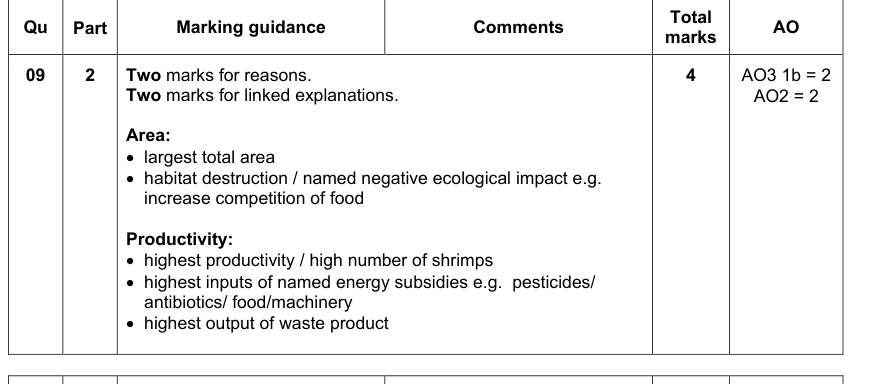 Qu Part Marking guidance Comments Total marks AO
09 2 Two marks for reasons. 4 AO3 1b = 2
Two marks for linked explanations. AO2 = 2
Area:
• largest total area
• habitat destruction / named negative ecological impact e.g.
increase competition of food
Productivity:
• highest productivity / high number of shrimps
• highest inputs of named energy subsidies e.g. pesticides/
antibiotics/ food/machinery
• highest output of waste product